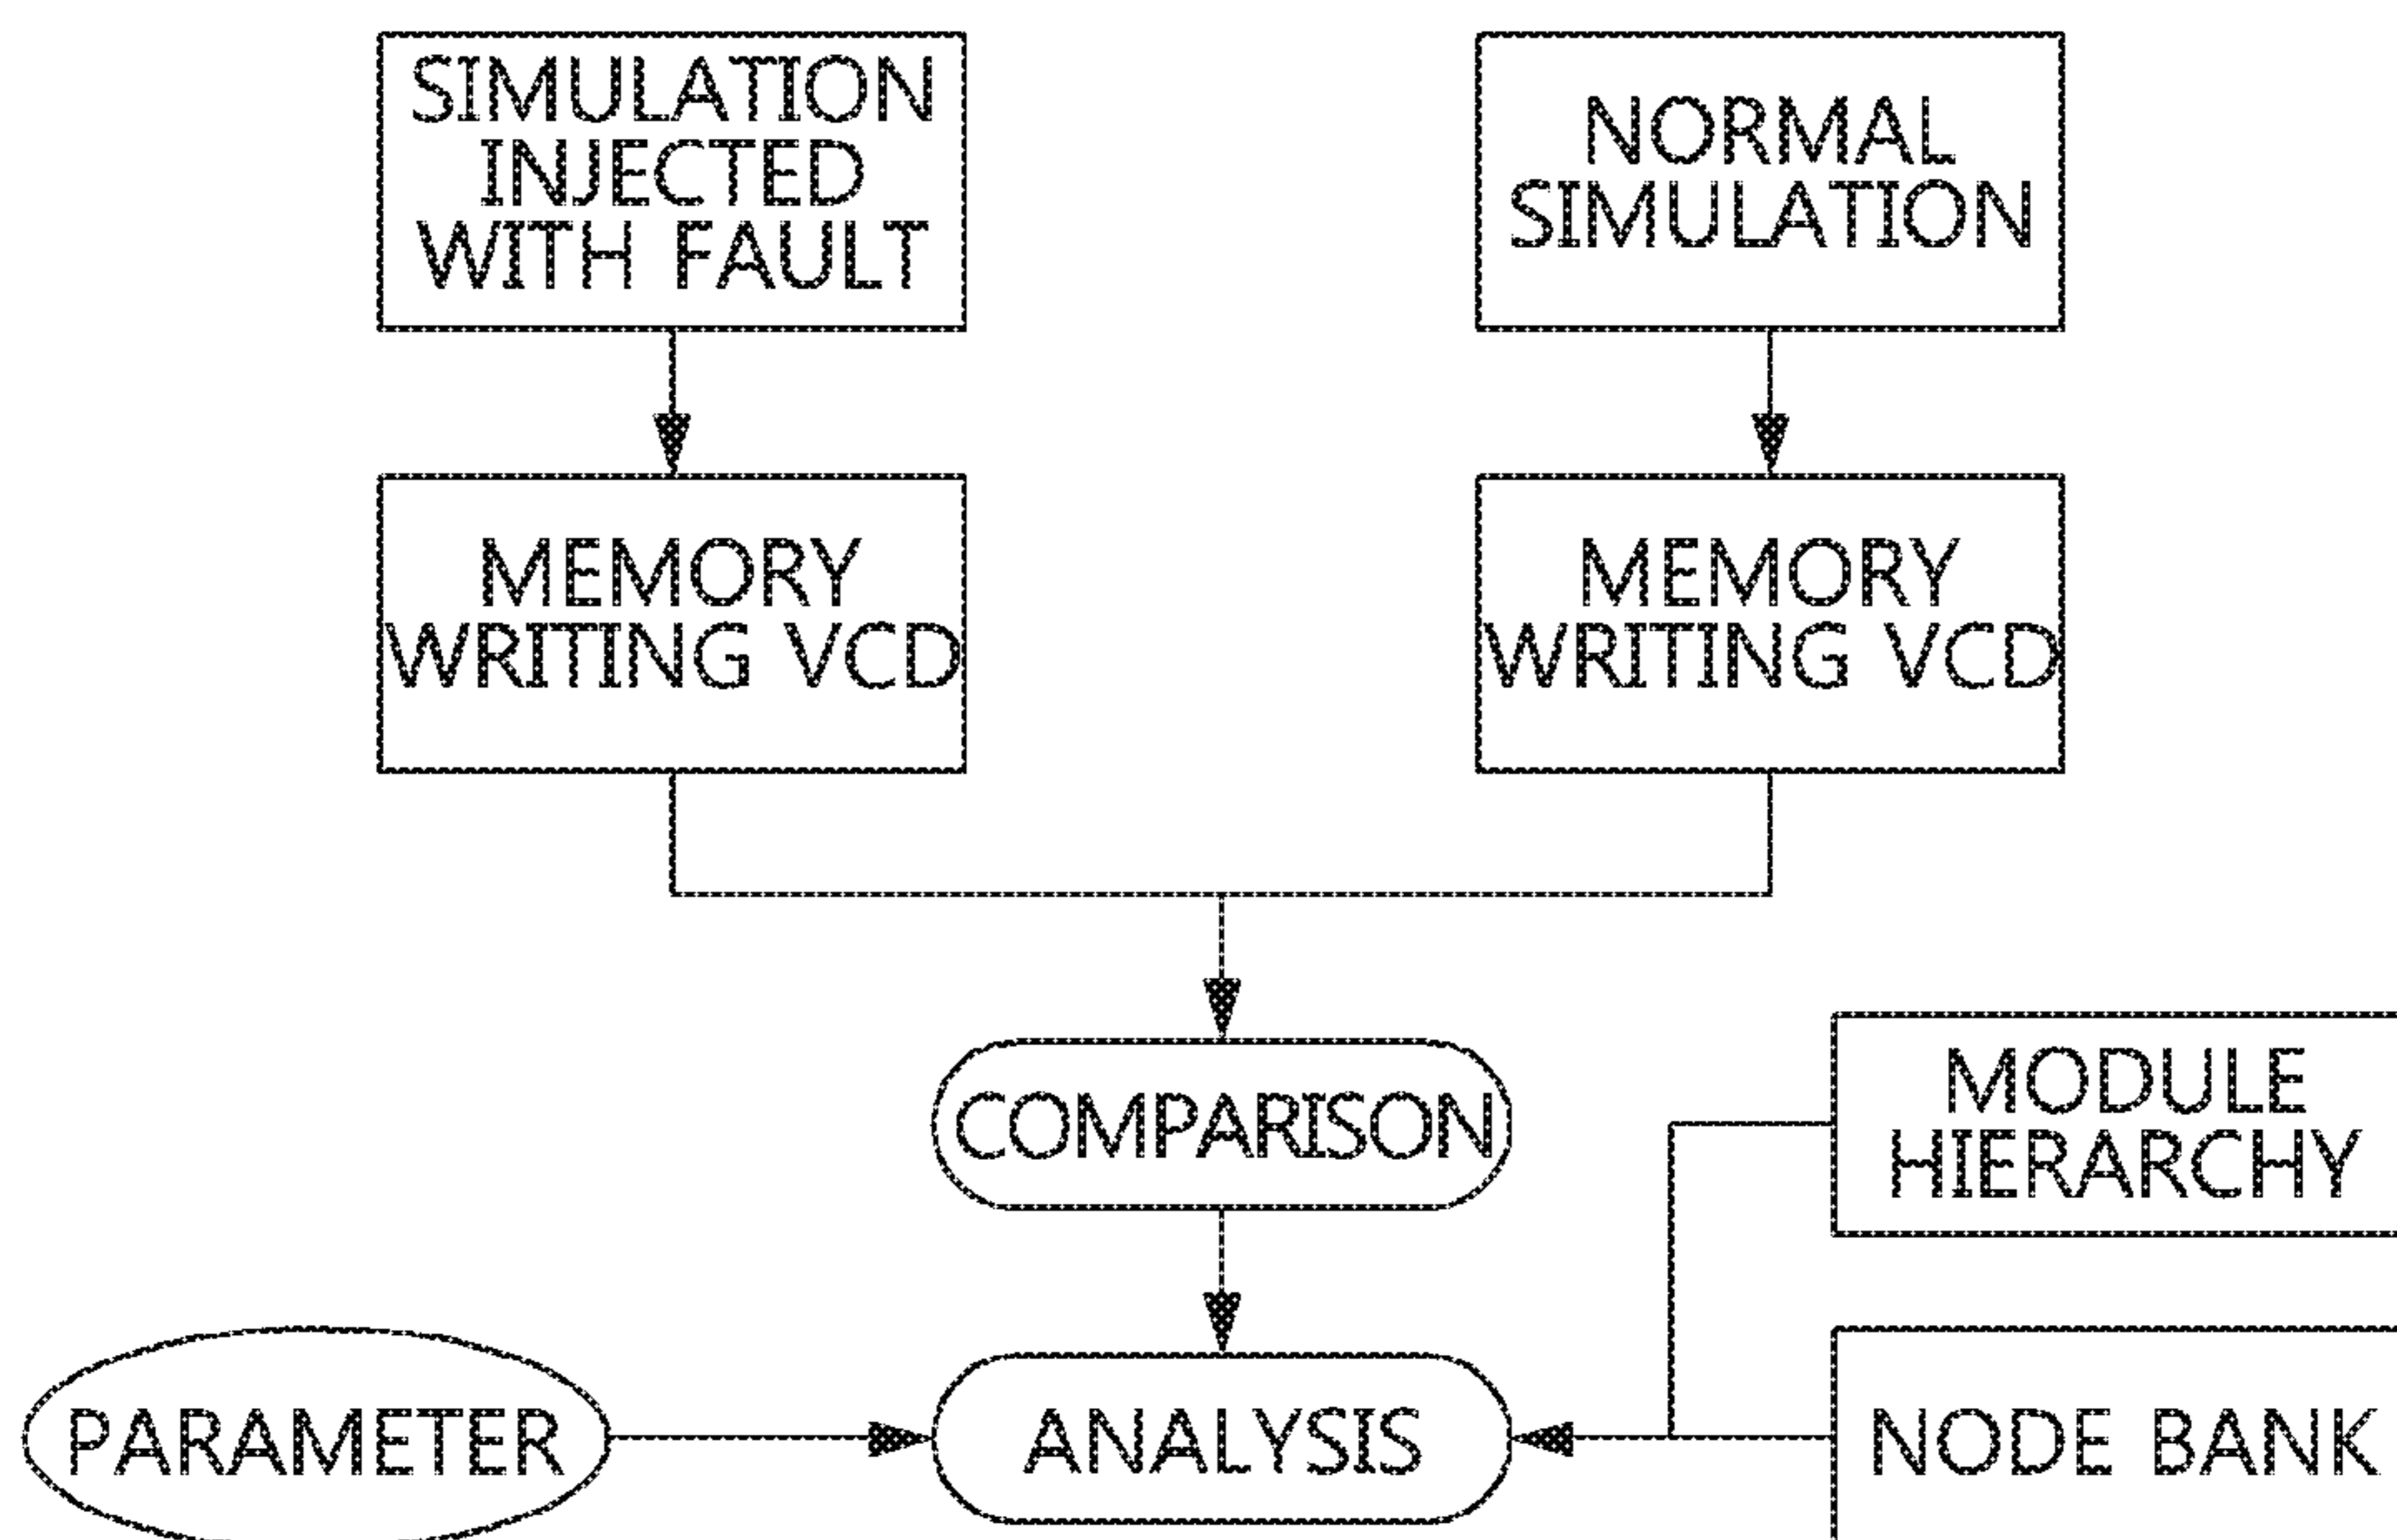 SIMULATION
INJECTED
WITH FAULT
NORMAL
SIMULATION
MEMORY
WRITING VCD
MEMORY
WRITING VCD
COMPARISON
MODULE
HIERARCHY
PARAMETER
ANALYSIS
NODE BANK